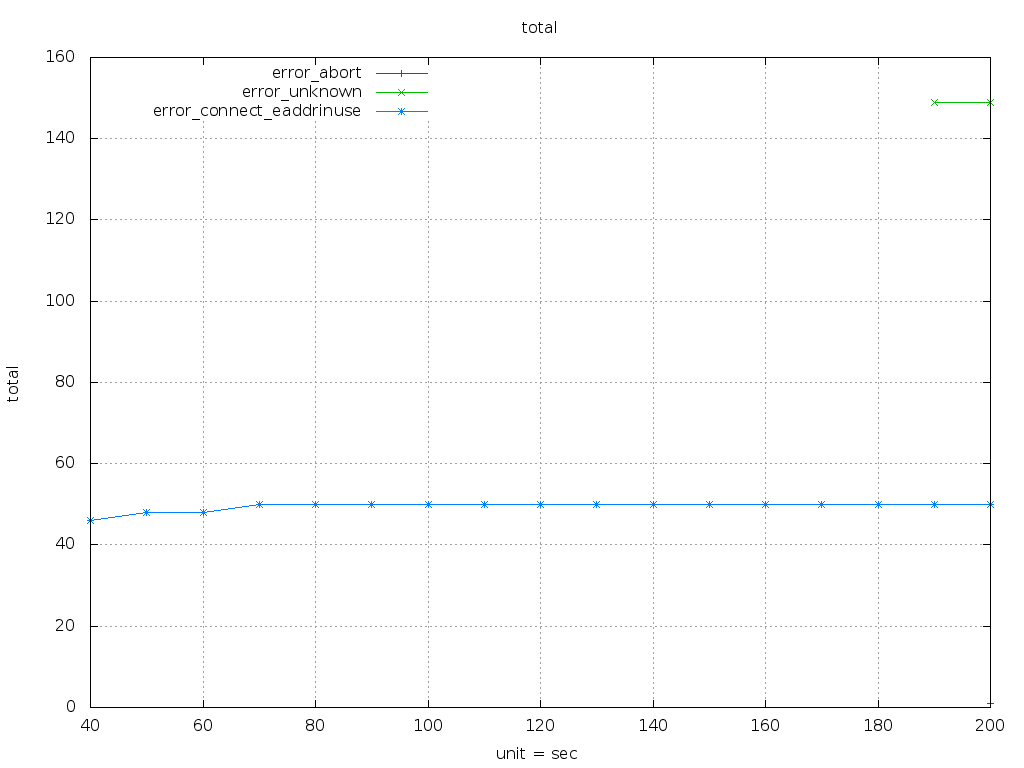 total
160
error_abort
error_unknown
error_connect_eaddrinuse
140
120
100
80
total
60
40
20
0
40 60 80 100 120 140 160 180 200
unit = sec